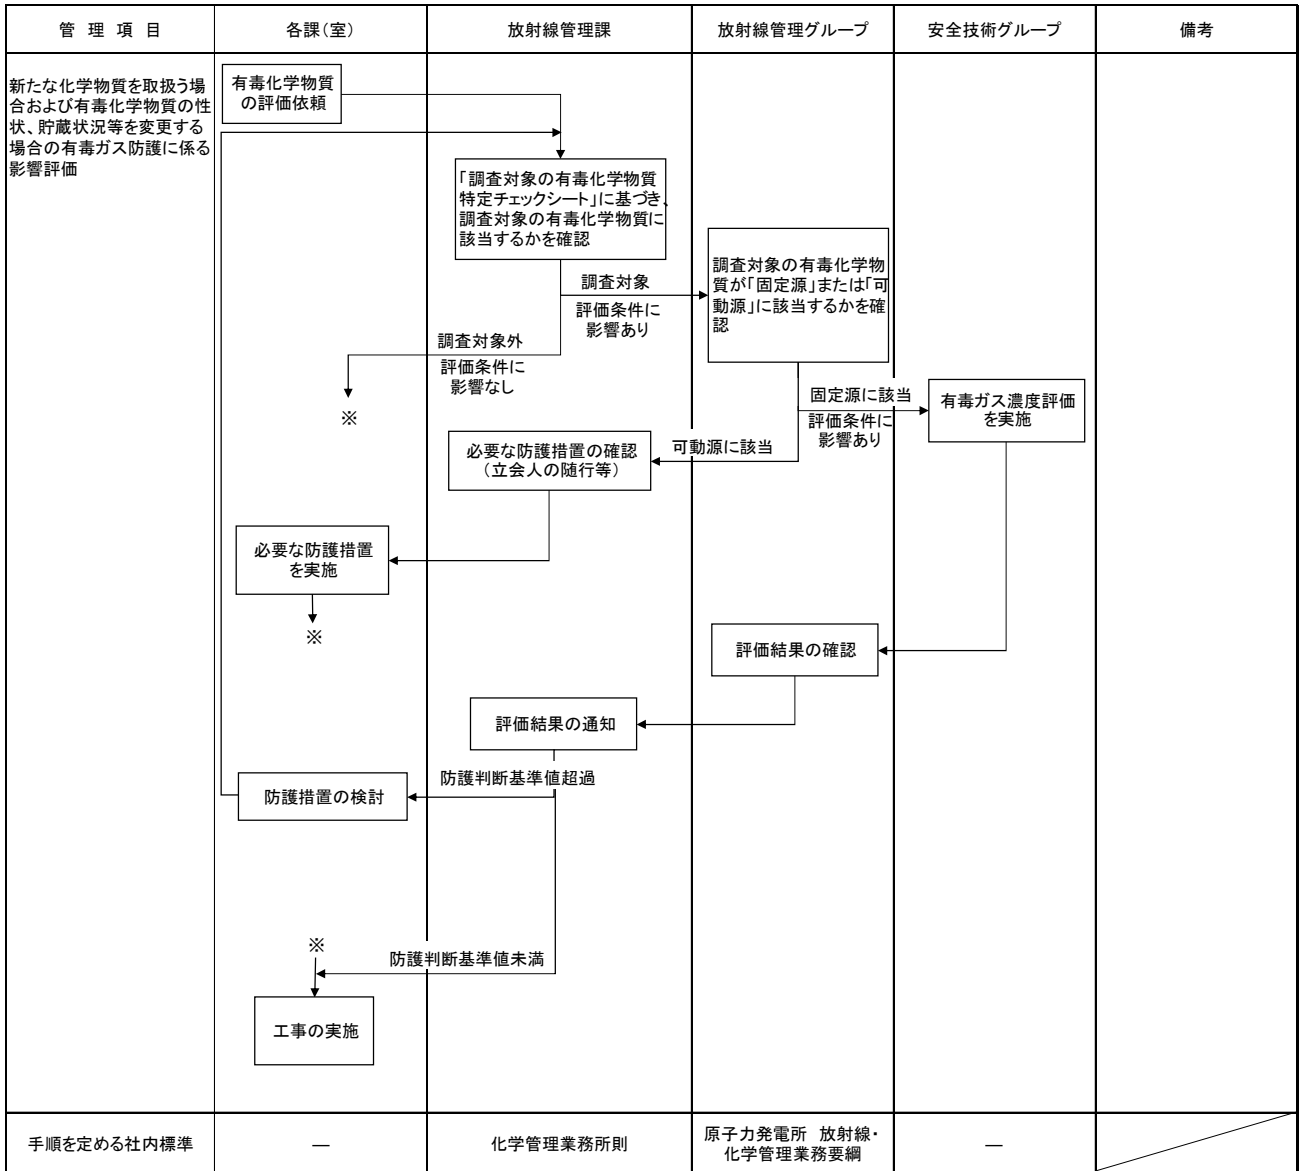 管 理 項 目
各課(室)
放射線管理課
放射線管理グループ
安全技術グループ
備考
新たな化学物質を取扱う場
合および有毒化学物質の性
状、貯蔵状況等を変更する
場合の有毒ガス防護に係る
影響評価
有毒化学物質
の評価依頼
「調査対象の有毒化学物質
特定チェックシート」に基づき、
調査対象の有毒化学物質に
該当するかを確認
調査対象
評価条件に
影響あり
調査対象の有毒化学物
質が「固定源」または「可
動源」に該当するかを確
認
調査対象外
評価条件に
影響なし
※
固定源に該当
評価条件に
影響あり
有毒ガス濃度評価
を実施
可動源に該当
必要な防護措置の確認
(立会人の随行等)
必要な防護措置
を実施
※
評価結果の確認
評価結果の通知
防護判断基準値超過
防護措置の検討
※
防護判断基準値未満
工事の実施
手順を定める社内標準
―
化学管理業務所則
原子力発電所 放射線・
化学管理業務要綱
―